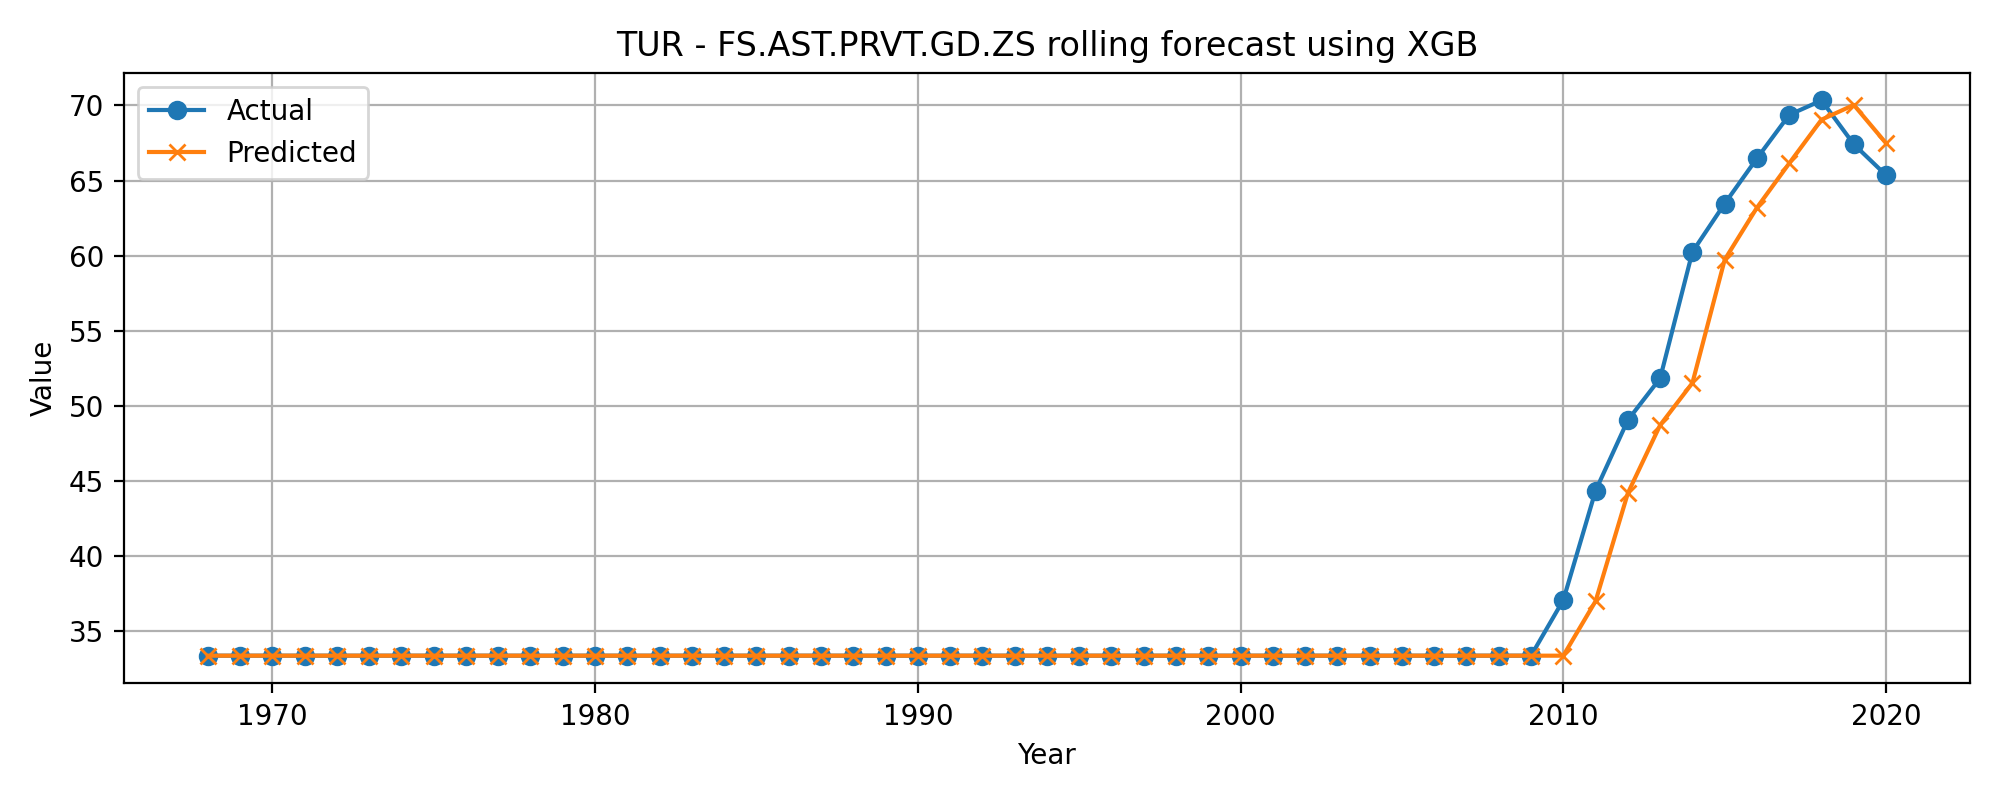 TUR - FS.AST.PRVT.GD.ZS rolling forecast using XGB
Actual
Predicted
70
65
60
55
50
45
40
35
Value
1970 1980 1990 2000 2010 2020
Year